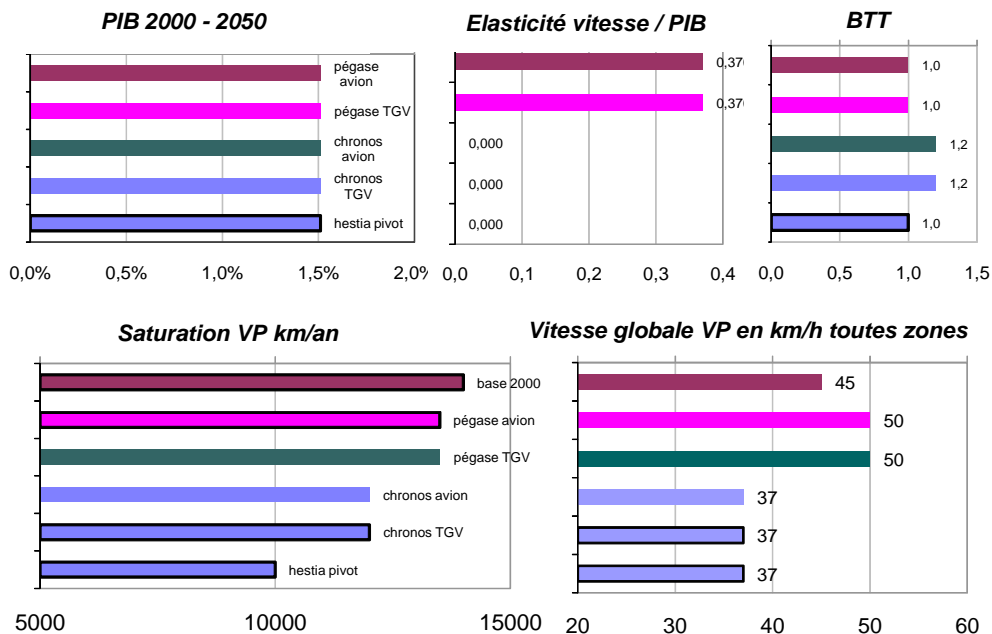 PIB 2000 - 2050
pégase
avion
pégase TGV
chronos
avion
chronos
TGV
hestia pivot
0,0% 0,5% 1,0% 1,5% 2,0%
Elasticité vitesse / PIB
0,370
0,370
0,000
0,000
0,000
0,0 0,1 0,2 0,3 0,4
BTT
1,0
1,0
1,2
1,2
1,0
0,0 0,5 1,0 1,5
Saturation VP km/an
base 2000
pégase avion
pégase TGV
chronos avion
chronos TGV
hestia pivot
5000 10000 15000
Vitesse globale VP en km/h toutes zones
45
50
50
37
37
37
20 30 40 50 60